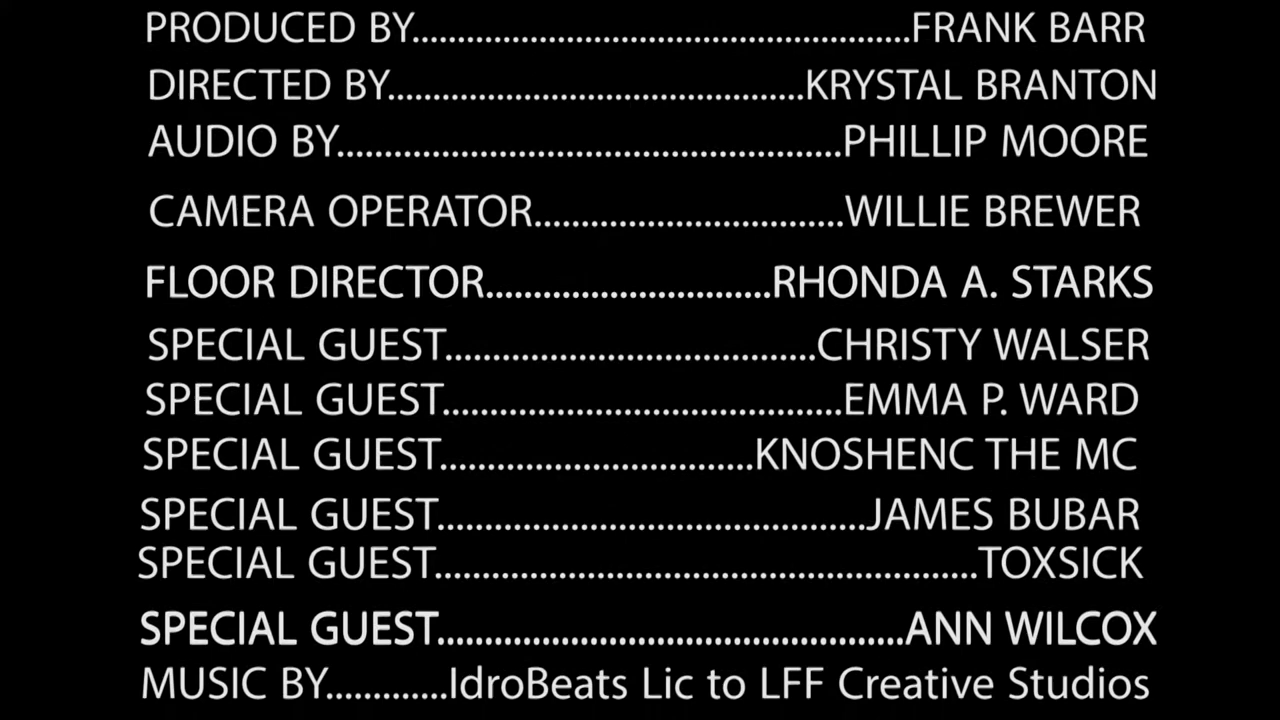 PRODUCED BY.....................................................FRANK BARR
DIRECTED BY.............................................KRYSTAL BRANTON
AUDIO BY......................................................PHILLIP MOORE
CAMERA OPERATOR.................................WILLIE BREWER
FLOOR DIRECTOR..............................RHONDA A. STARKS
SPECIAL GUEST........................................CHRISTY WALSER
SPECIAL GUEST...........................................EMMA P. WARD
SPECIAL GUEST..................................KNOSHENC THE MC
SPECIAL GUEST..............................................JAMES BUBAR
SPECIAL GUEST..........................................................TOXSICK
SPECIAL GUEST..................................................ANN WILCOX
MUSIC BY.............IdroBeats Lic to LFF Creative Studios